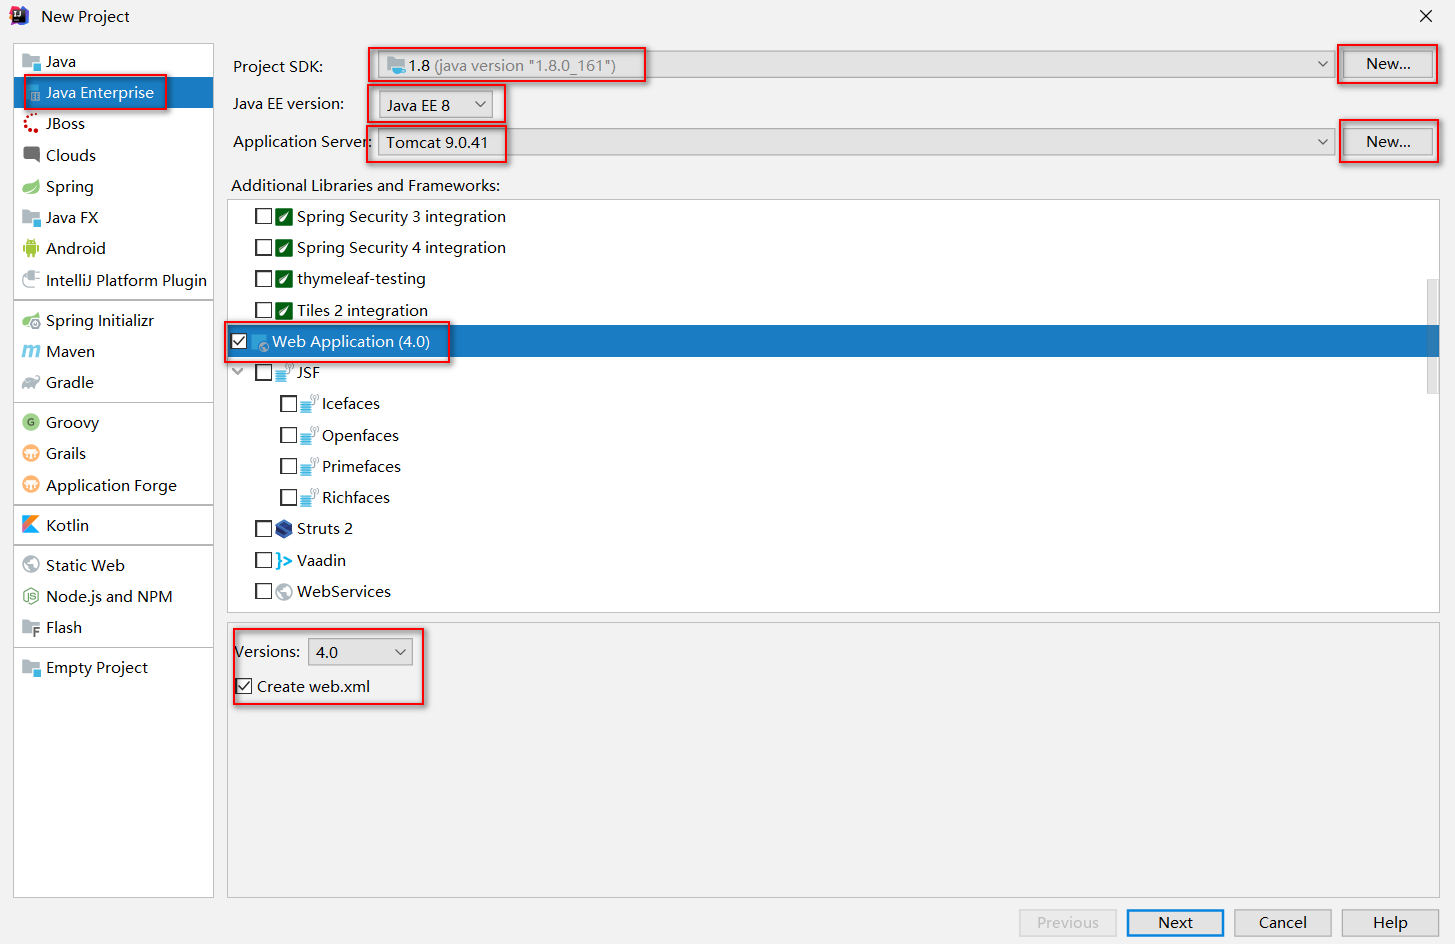 New Project
Java
Java Enterprise
JBoss
Clouds
Spring
Java FX
Android
IntelliJ Platform Plugin
Spring Initializr
Maven
Gradle
Groovy
Grails
Application Forge
Kotlin
Static Web
Node.js and NPM
Flash
Empty Project
Project SDK: 1.8 (java version "1.8.0_161") New...
Java EE version: Java EE 8
Application Server: Tomcat 9.0.41 New...
Additional Libraries and Frameworks:
Spring Security 3 integration
Spring Security 4 integration
thymeleaf-testing
Tiles 2 integration
Web Application (4.0)
JSF
Icefaces
Openfaces
Primefaces
Richfaces
Struts 2
Vaadin
WebServices
Versions: 4.0
Create web.xml
Previous Next Cancel Help